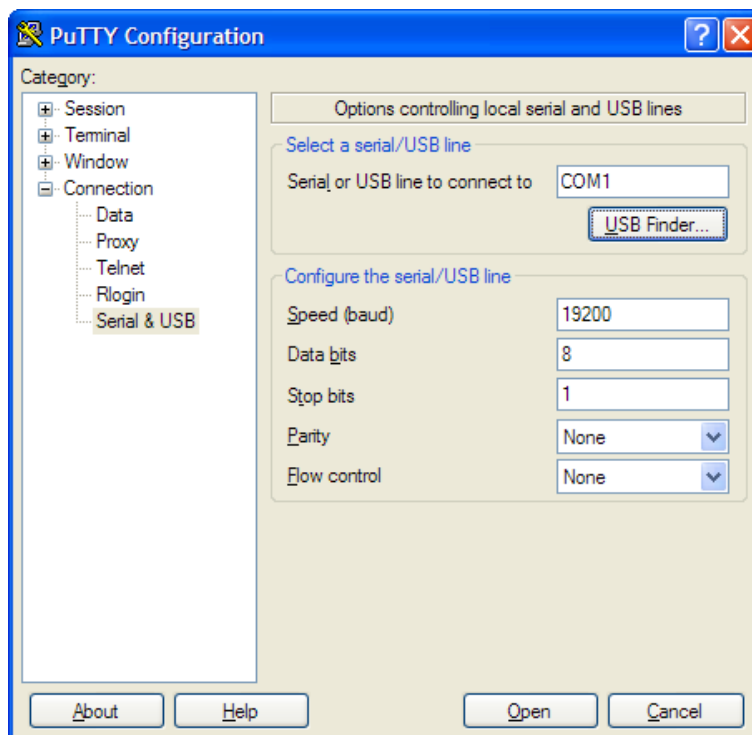 PuTTY Configuration
Category:
Session
Terminal
Window
Connection
Data
Proxy
Telnet
Rlogin
Serial & USB
Options controlling local serial and USB lines
Select a serial/USB line
Serial or USB line to connect to COM1
USB Finder...
Configure the serial/USB line
Speed (baud) 19200
Data bits 8
Stop bits 1
Parity None
Flow control None
About Help Open Cancel